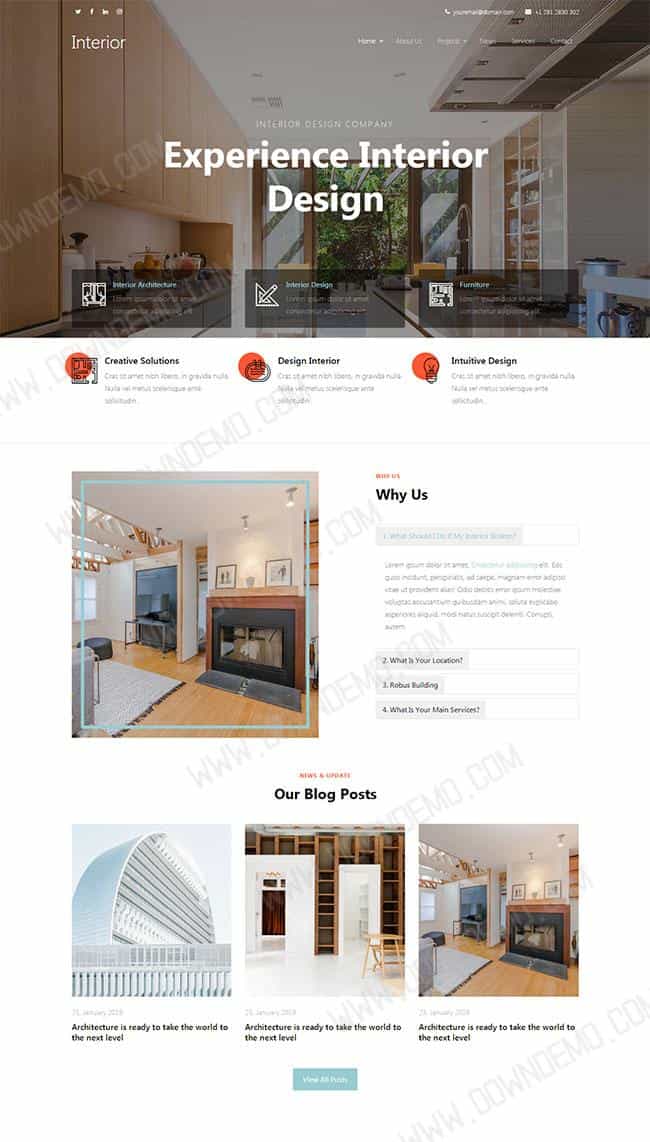 youremail@domain.com +1 291 2830 302
Interior
Home About Us Projects News Services Contact
INTERIOR DESIGN COMPANY
Experience Interior
Design
Interior Architecture
Lorem ipsum dolor sit amet
consectetur adipisicing elit.
Interior Design
Lorem ipsum dolor sit amet
consectetur adipisicing elit.
Furniture
Lorem ipsum dolor sit amet
consectetur adipisicing elit.
Creative Solutions
Cras sit amet nibh libero, in gravida nulla.
Nulla vel metus scelerisque ante
sollicitudin.
Design Interior
Cras sit amet nibh libero, in gravida nulla.
Nulla vel metus scelerisque ante
sollicitudin.
Intuitive Design
Cras sit amet nibh libero, in gravida nulla.
Nulla vel metus scelerisque ante
sollicitudin.
WHY US
Why Us
1. What Should I Do If My Interior Broken?
Lorem ipsum dolor sit amet, consectetur adipisicing elit. Eos
quos incidunt, perspiciatis, ad saepe, magnam error adipisci
vitae ut provident alias! Odio debitis error ipsum molestiae
voluptas accusantium quibusdam animi, soluta explicabo
asperiores aliquid, modi natus suscipit deleniti. Corrupti,
autem.
2. What Is Your Location?
3. Robus Building
4. What Is Your Main Services?
NEWS & UPDATE
Our Blog Posts
23, January 2019
Architecture is ready to take the world to
the next level
23, January 2019
Architecture is ready to take the world to
the next level
23, January 2019
Architecture is ready to take the world to
the next level
View All Posts
WWW.DOWNDEMO.COM